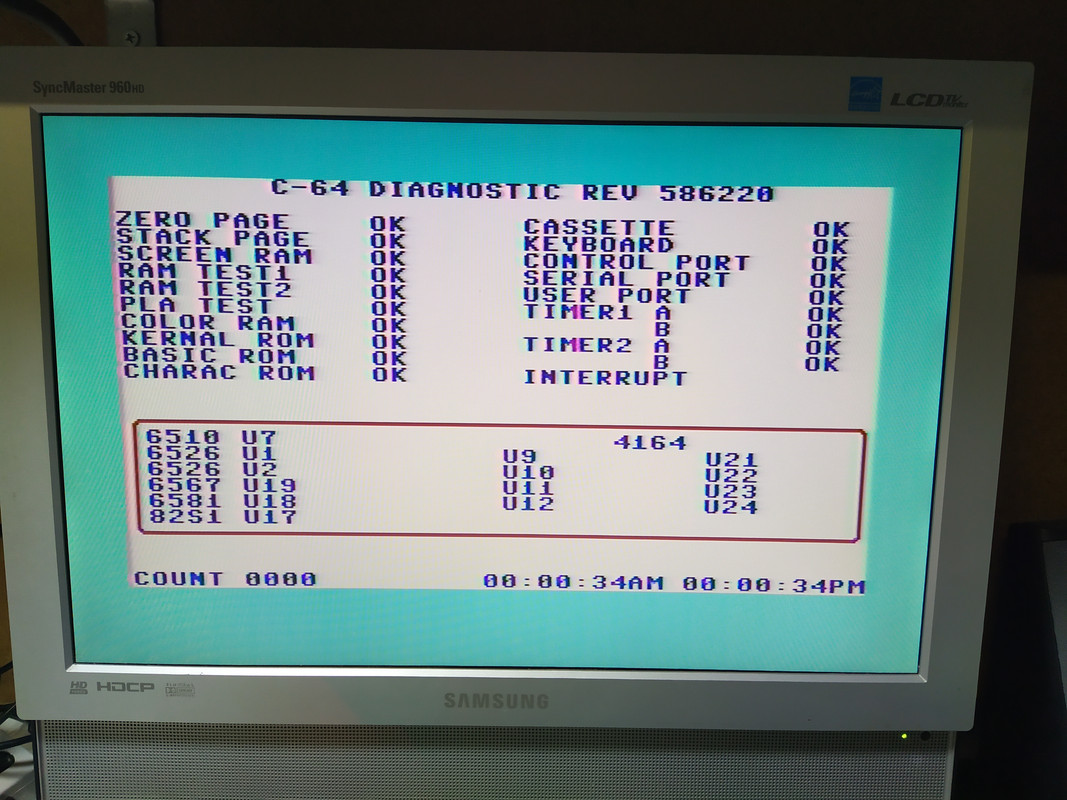 SyncMaster 960HD
LCD TV
C-64 DIAGNOSTIC REV 586220
ZERO PAGE OK
STACK PAGE OK
SCREEN RAM OK
RAM TEST1 OK
RAM TEST2 OK
PLA TEST OK
COLOR RAM OK
KERNAL ROM OK
BASIC ROM OK
CHARAC ROM OK
CASSETTE OK
KEYBOARD OK
CONTROL PORT OK
SERIAL PORT OK
USER PORT OK
TIMER1 A OK
B OK
TIMER2 A OK
B OK
INTERRUPT
6510 U7
6526 U1
6526 U2
6567 U19
6581 U18
82S1 U17
4164
U9 U21
U10 U22
U11 U23
U12 U24
COUNT 0000 00:00:34AM 00:00:34PM
HD HDCP
SAMSUNG